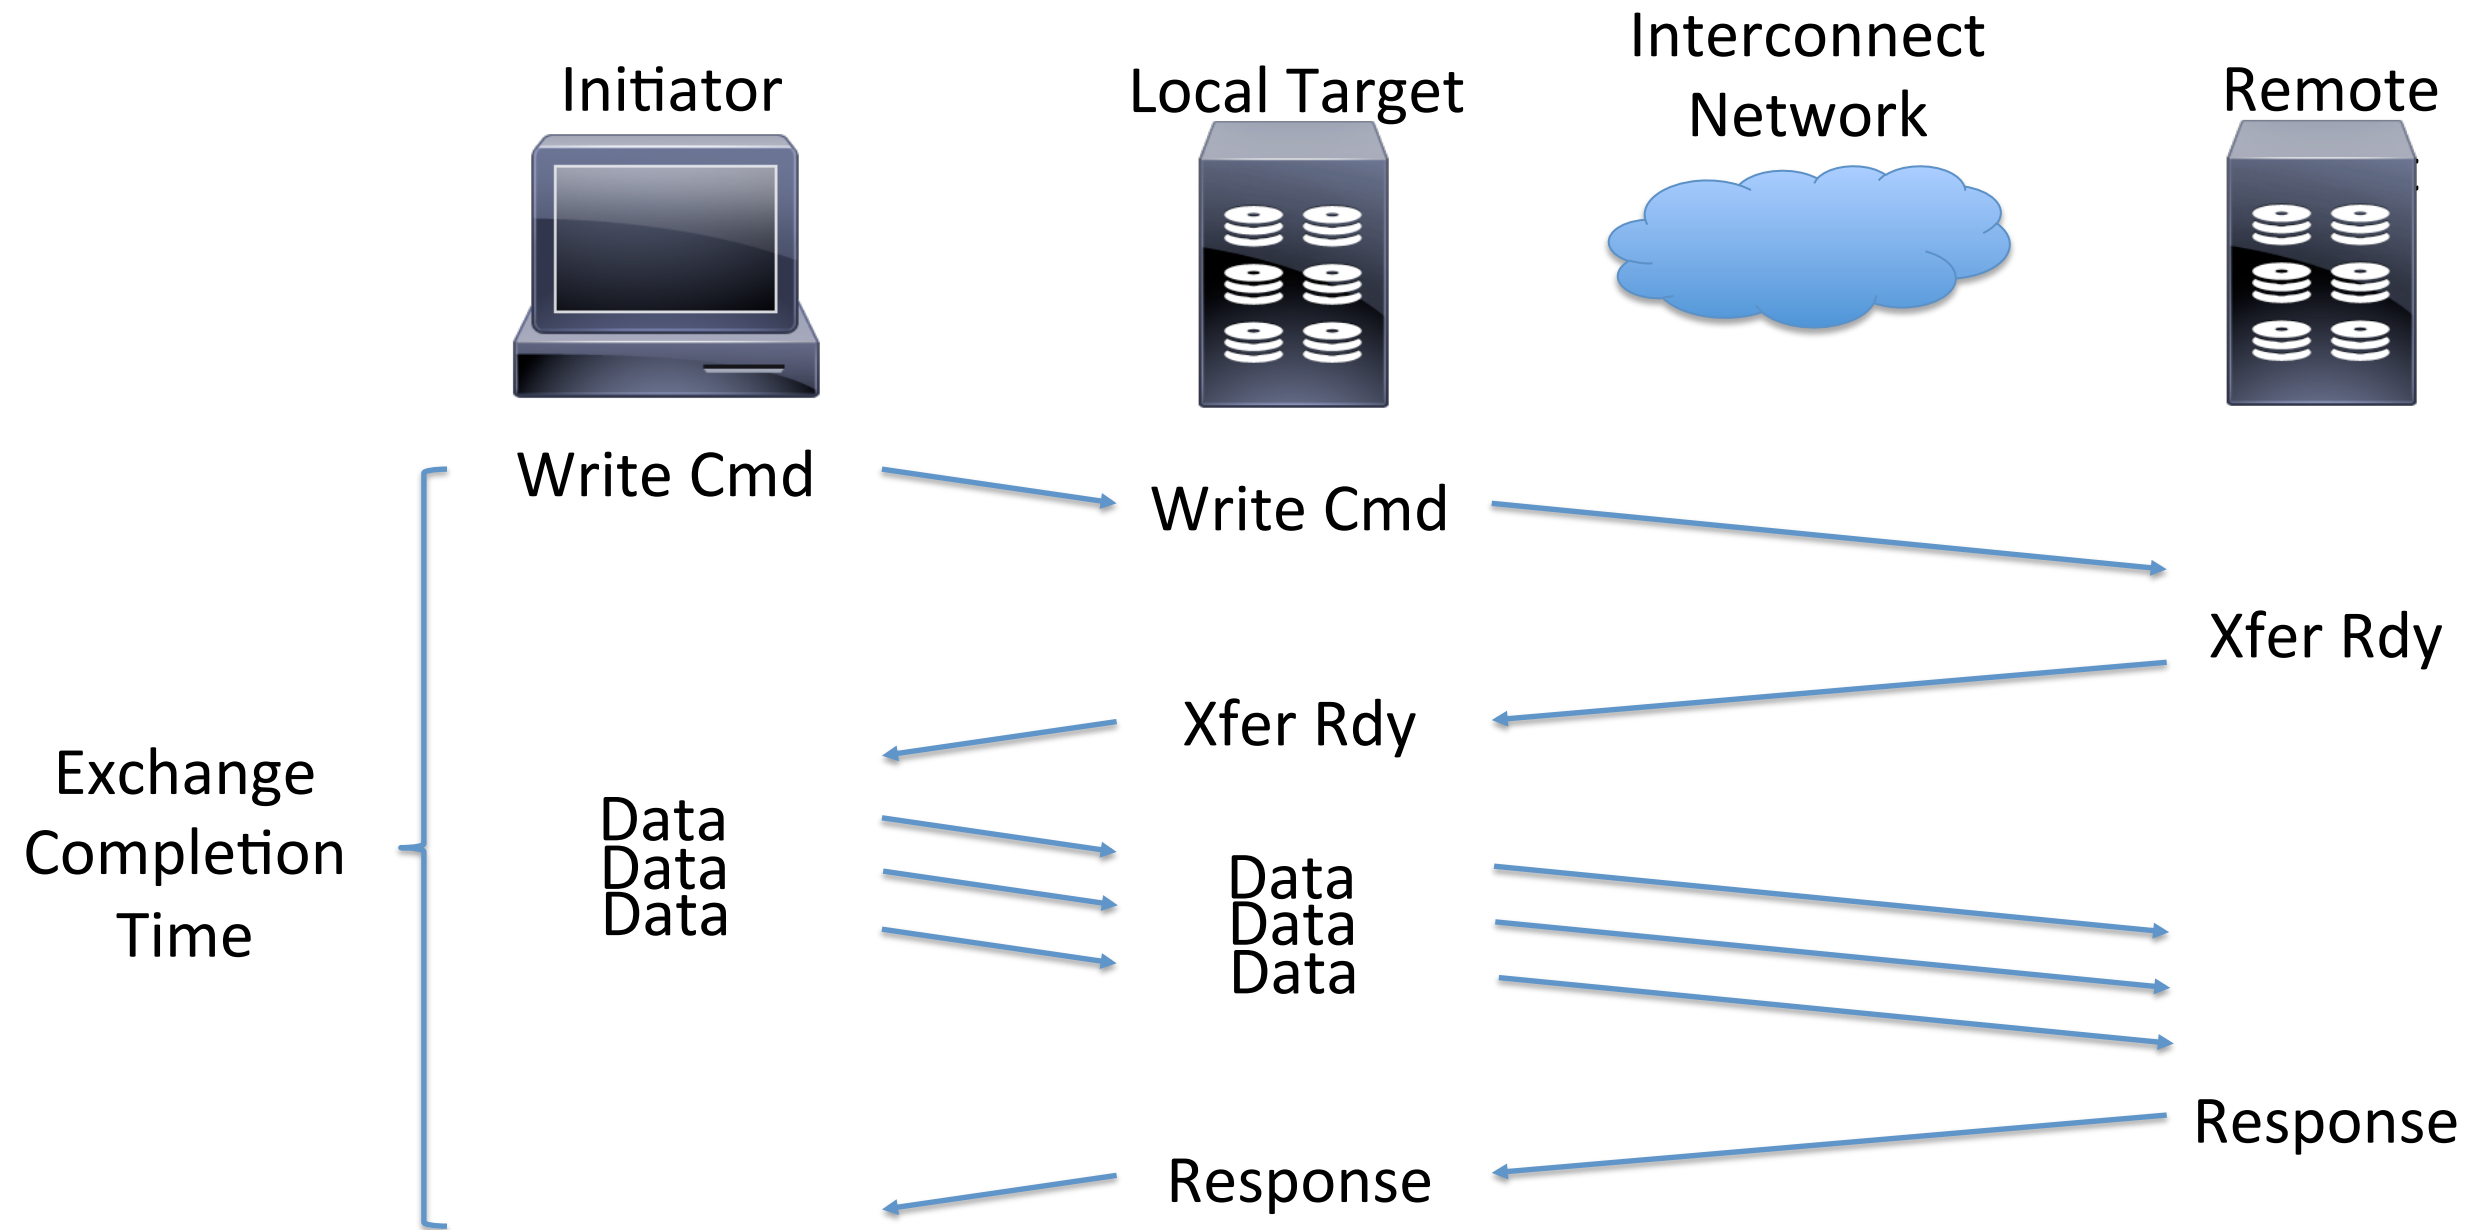 Initiator
Local Target
Interconnect
Network
Remote
Write Cmd
Write Cmd
Xfer Rdy
Xfer Rdy
Exchange
Completion
Time
Data
Data
Data
Data
Data
Data
Response
Response